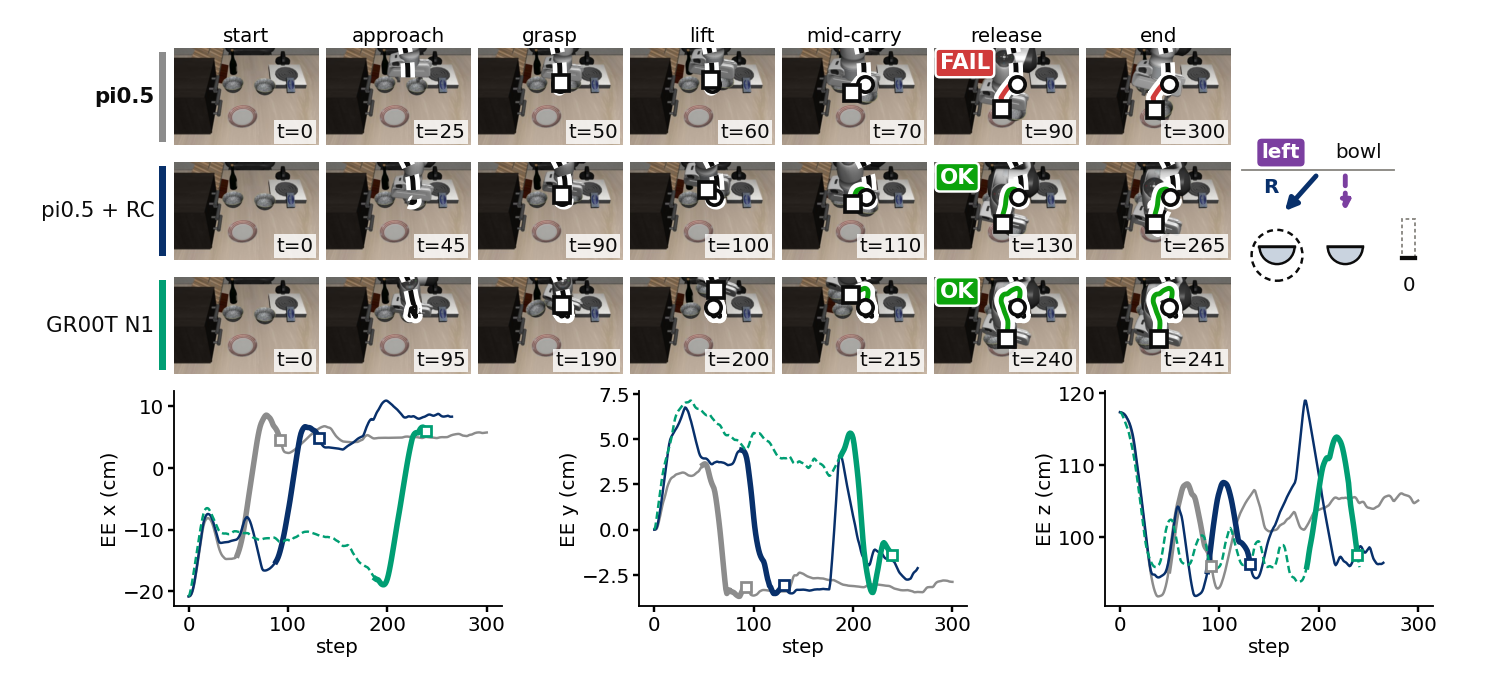 start approach grasp lift mid-carry release end
pi0.5 FAIL
t=0 t=25 t=50 t=60 t=70 t=90 t=300
left bowl
pi0.5 + RC OK
R
t=0 t=45 t=90 t=100 t=110 t=130 t=265
0
GR00T N1 OK
t=0 t=95 t=190 t=200 t=215 t=240 t=241
EE x (cm)
10
0
−10
−20
0 100 200 300
step
EE y (cm)
7.5
5.0
2.5
0.0
−2.5
0 100 200 300
step
EE z (cm)
120
110
100
0 100 200 300
step